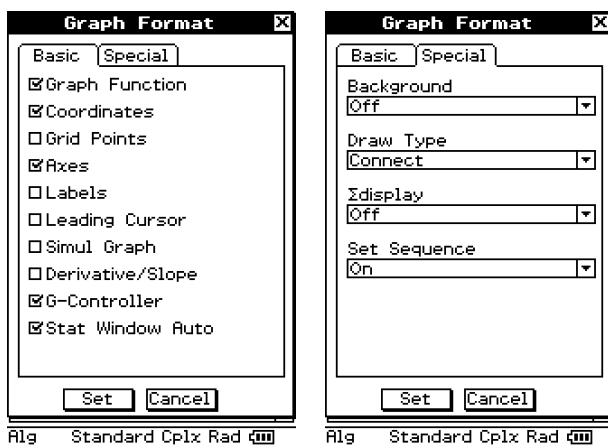 Graph Format
Basic Special
Graph Function
Coordinates
Grid Points
Axes
Labels
Leading Cursor
Simul Graph
Derivative/Slope
G-Controller
Stat Window Auto
Set Cancel
Alg Standard Cplx Rad
Graph Format
Basic Special
Background
Off
Draw Type
Connect
Σdisplay
Off
Set Sequence
On
Set Cancel
Alg Standard Cplx Rad